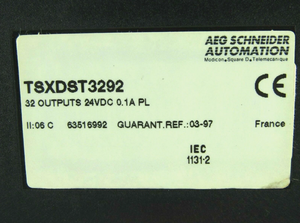 AEG SCHNEIDER
AUTOMATION
Modicon Square D Telemecanique
TSXDST3292
32 OUTPUTS 24VDC 0.1A PL
CE
II:06 C 63516992 GUARANT.REF.:03-97 France
IEC
1131-2